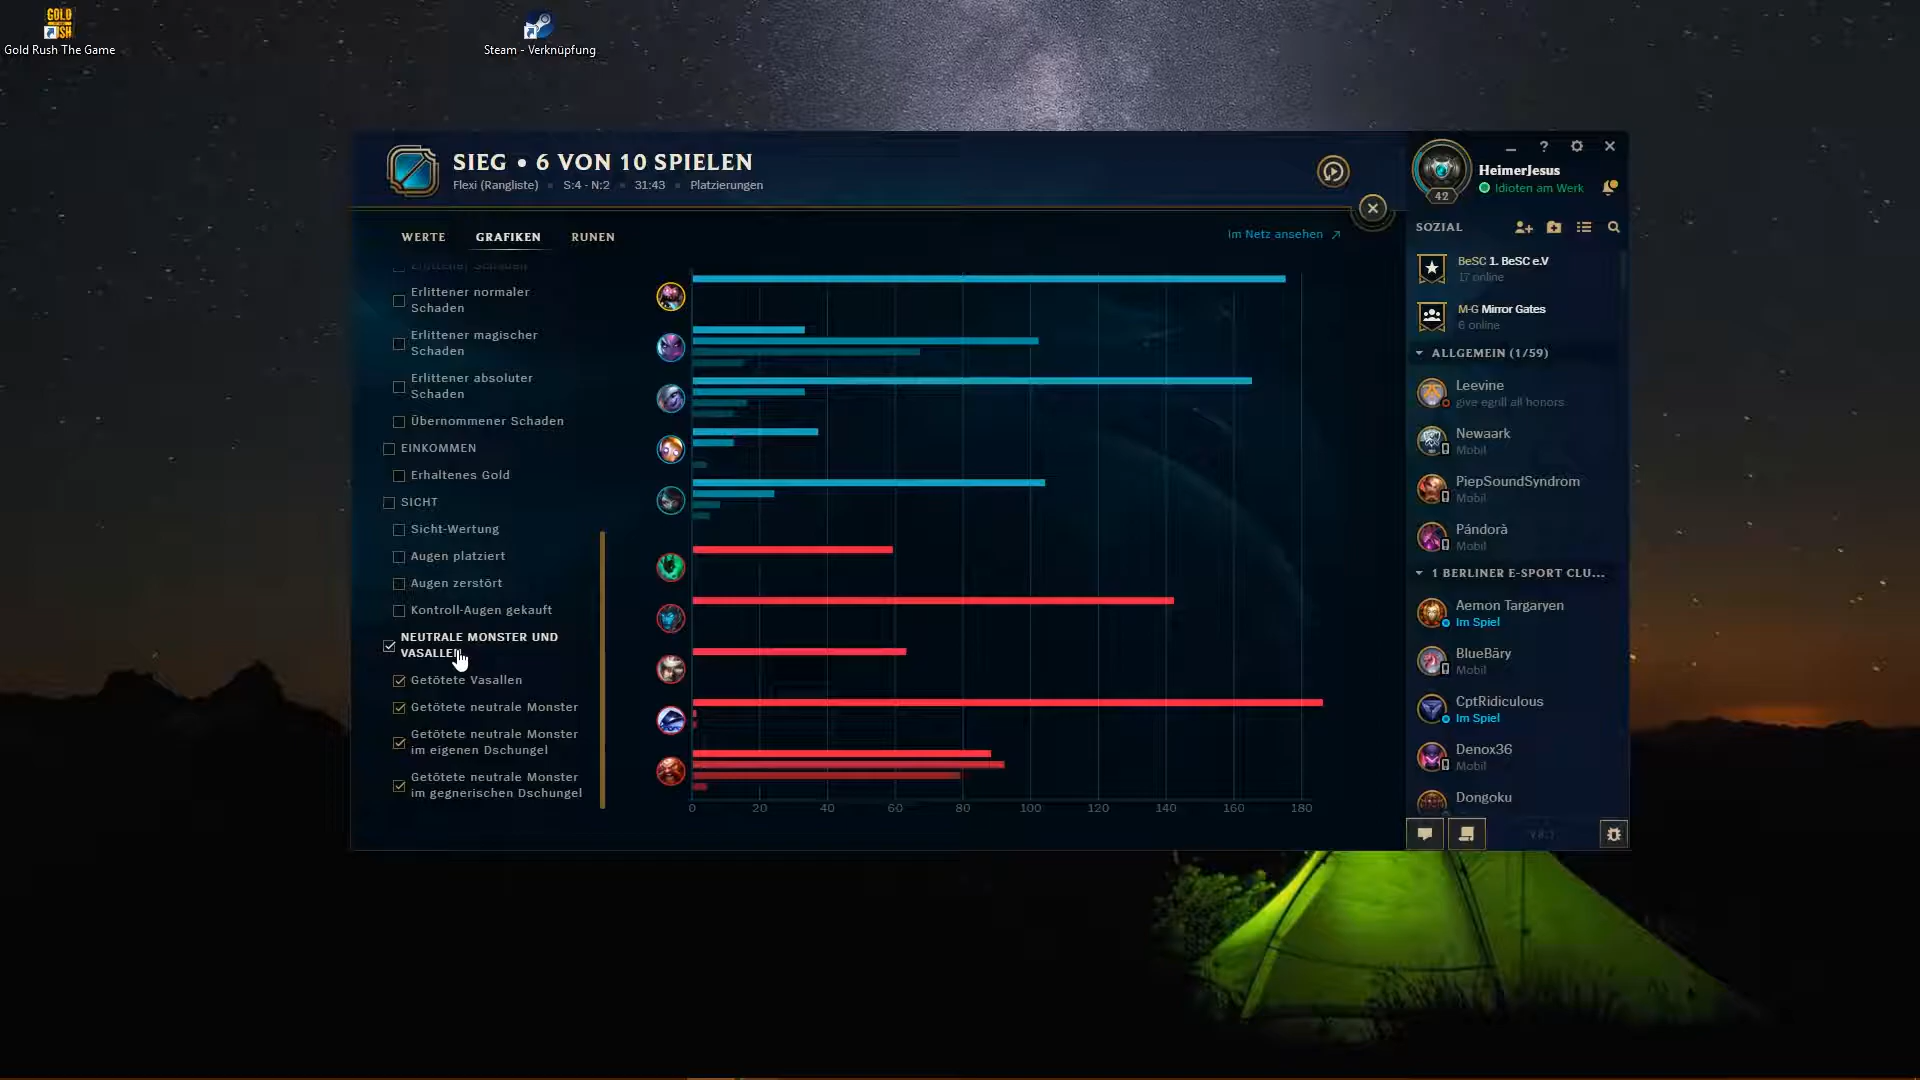 GOLD
Gold Rush The Game
Steam - Verknüpfung
SIEG • 6 VON 10 SPIELEN
Flexi (Rangliste) S:4 - N:2 31:43 Platzierungen
WERTE GRAFIKEN RUNEN
Im Netz ansehen
Erlittener Schaden
Erlittener normaler
Schaden
Erlittener magischer
Schaden
Erlittener absoluter
Schaden
Übernommener Schaden
EINKOMMEN
Erhaltenes Gold
SICHT
Sicht-Wertung
Augen platziert
Augen zerstört
Kontroll-Augen gekauft
NEUTRALE MONSTER UND
VASALLEN
Getötete Vasallen
Getötete neutrale Monster
Getötete neutrale Monster
im eigenen Dschungel
Getötete neutrale Monster
im gegnerischen Dschungel
0 20 40 60 80 100 120 140 160 180
42
HeimerJesus
Idioten am Werk
SOZIAL
BeSC 1. BeSC e.V
17 online
M-G Mirror Gates
6 online
ALLGEMEIN (1/59)
Leevine
give egrill all honors
Newaark
Mobil
PiepSoundSyndrom
Mobil
Pándorà
Mobil
1 BERLINER E-SPORT CLU...
Aemon Targaryen
Im Spiel
BlueBäry
Mobil
CptRidiculous
Im Spiel
Denox36
Mobil
Dongoku
V8.1